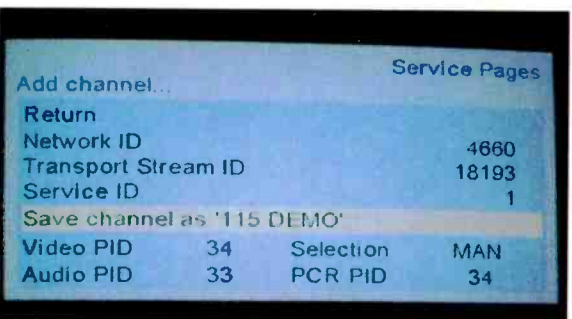 Service Pages
Add channel...
Return
Network ID 4660
Transport Stream ID 18193
Service ID 1
Save channel as '115 DEMO'
Video PID 34 Selection MAN
Audio PID 33 PCR PID 34